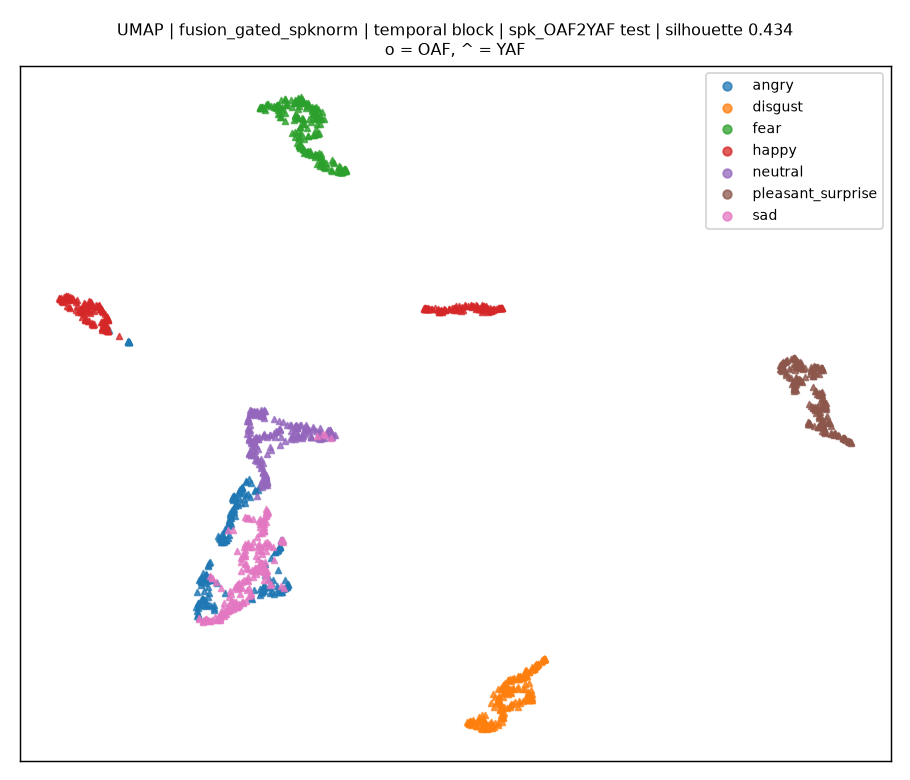 UMAP | fusion_gated_spknorm | temporal block | spk_OAF2YAF test | silhouette 0.434
o = OAF, ^ = YAF
angry
disgust
fear
happy
neutral
pleasant_surprise
sad